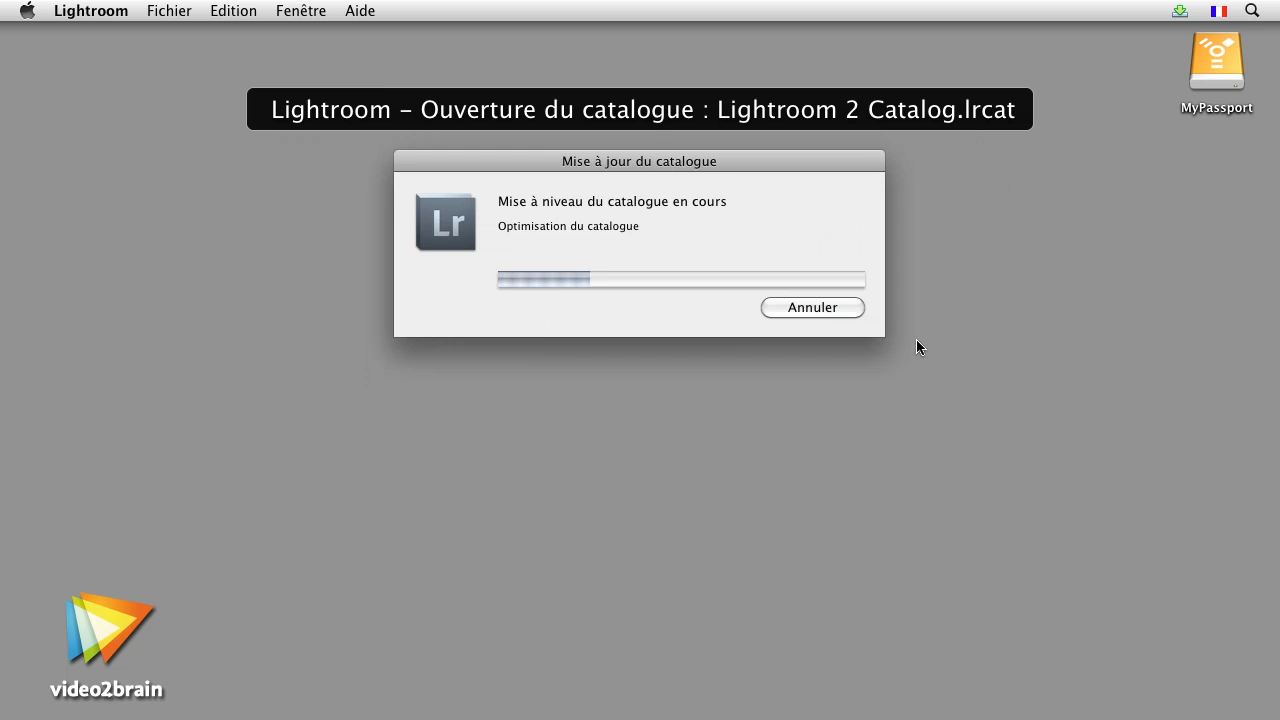 Lightroom Fichier Edition Fenêtre Aide
MyPassport
Lightroom – Ouverture du catalogue : Lightroom 2 Catalog.lrcat
Mise à jour du catalogue
Lr
Mise à niveau du catalogue en cours
Optimisation du catalogue
Annuler
video2brain